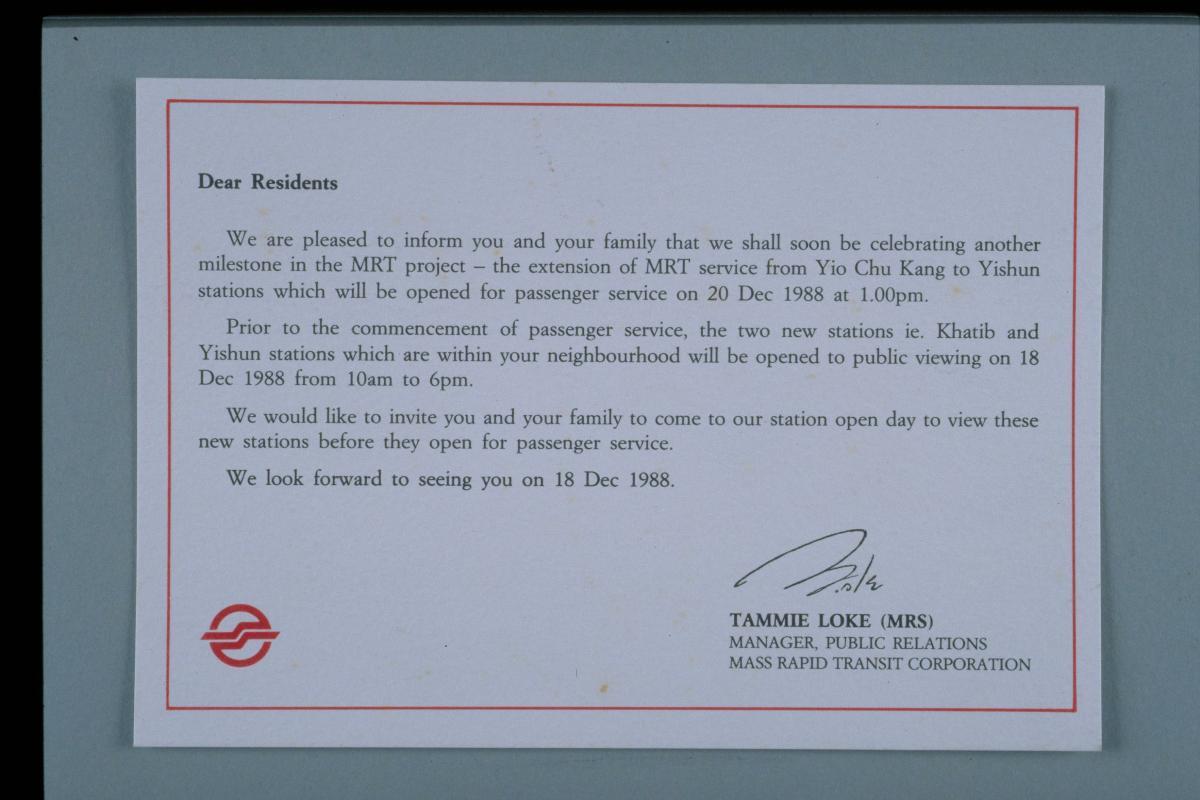 Dear Residents
We are pleased to inform you and your family that we shall soon be celebrating another
milestone in the MRT project – the extension of MRT service from Yio Chu Kang to Yishun
stations which will be opened for passenger service on 20 Dec 1988 at 1.00pm.
Prior to the commencement of passenger service, the two new stations ie. Khatib and
Yishun stations which are within your neighbourhood will be opened to public viewing on 18
Dec 1988 from 10am to 6pm.
We would like to invite you and your family to come to our station open day to view these
new stations before they open for passenger service.
We look forward to seeing you on 18 Dec 1988.
TAMMIE LOKE (MRS)
MANAGER, PUBLIC RELATIONS
MASS RAPID TRANSIT CORPORATION